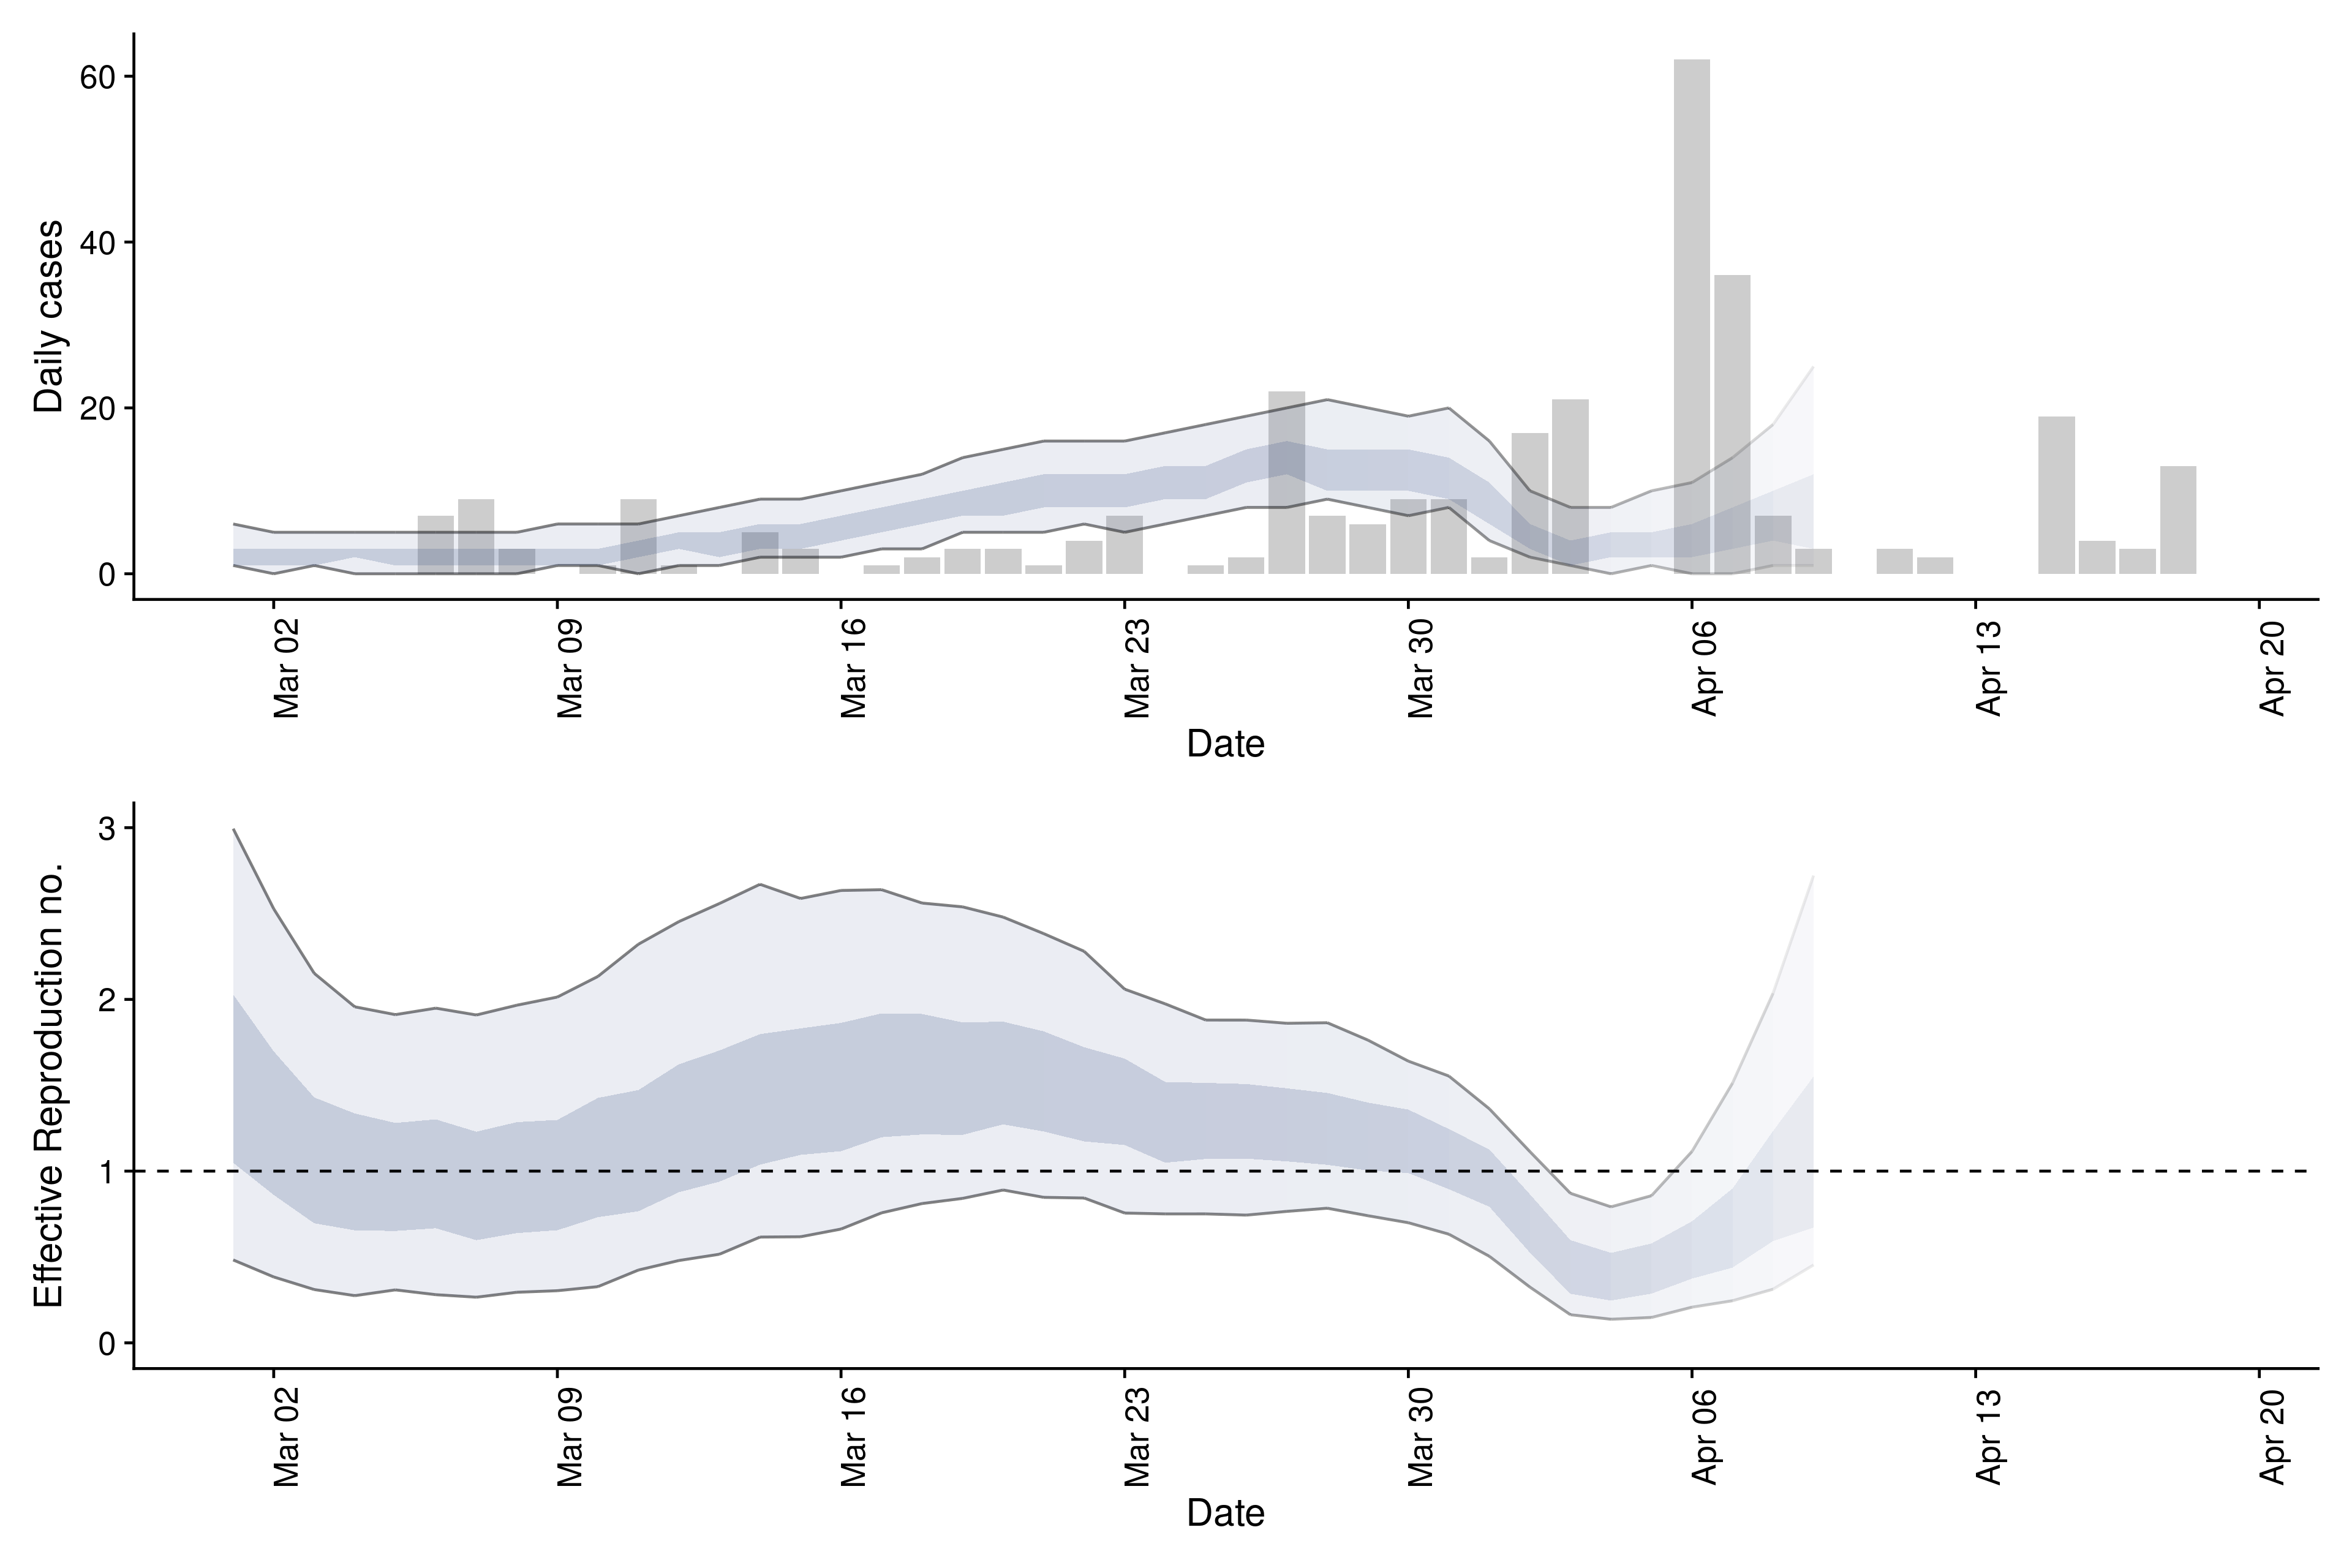 Daily cases
60
40
20
0
Mar 02
Mar 09
Mar 16
Mar 23
Mar 30
Apr 06
Apr 13
Apr 20
Date
Effective Reproduction no.
3
2
1
0
Mar 02
Mar 09
Mar 16
Mar 23
Mar 30
Apr 06
Apr 13
Apr 20
Date